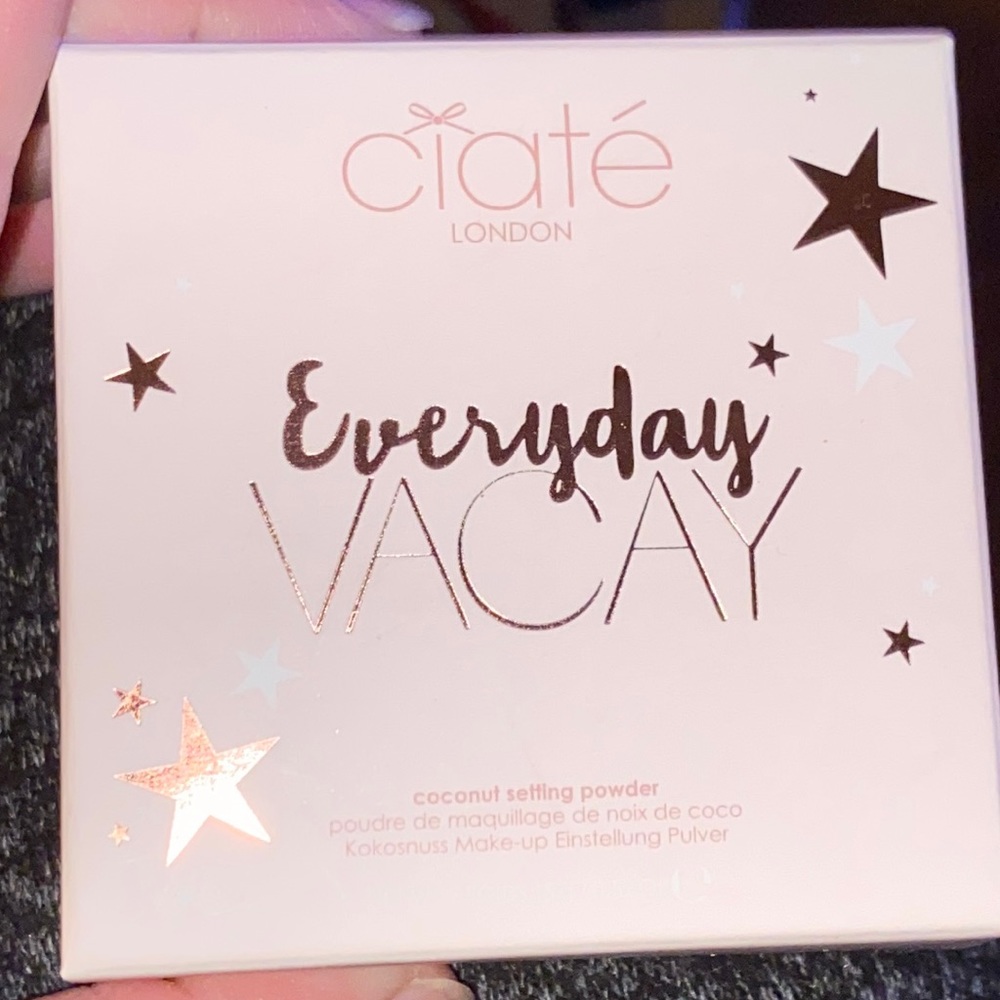 ciaté
LONDON
Everyday
VACAY
coconut setting powder
poudre de maquillage de noix de coco
Kokosnuss Make-up Einstellung Pulver